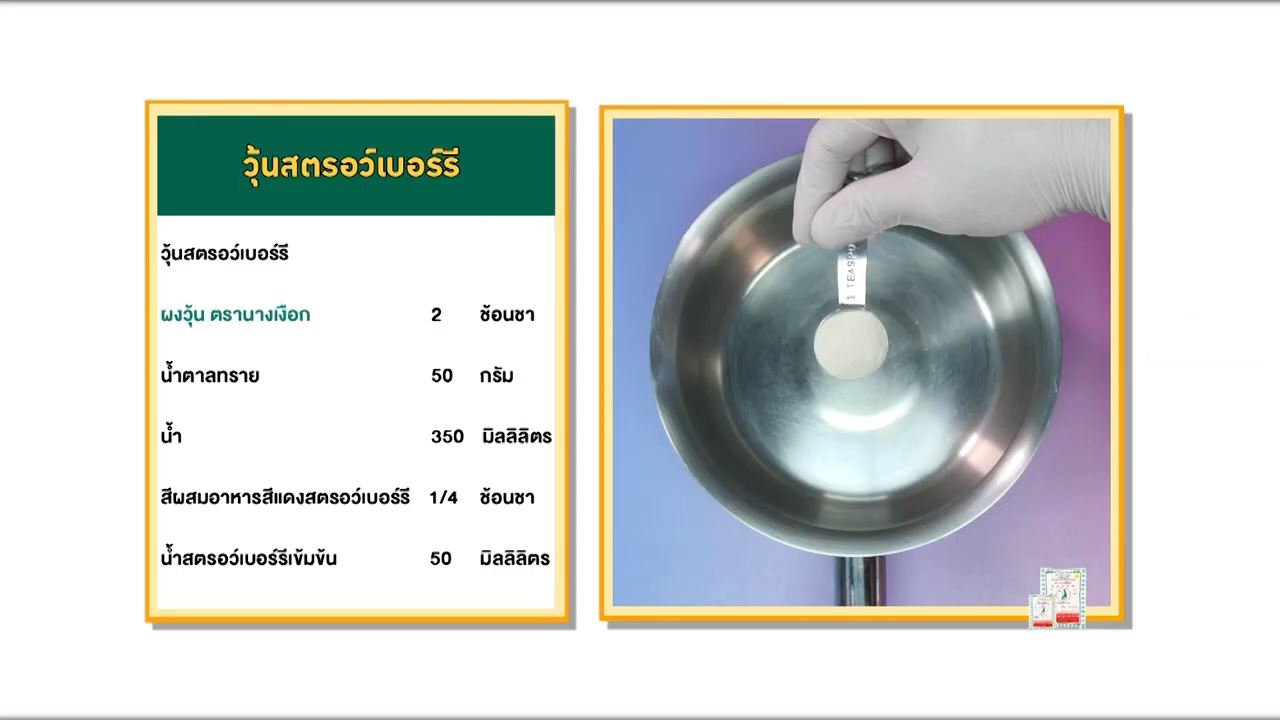 วุ้นสตรอว์เบอร์รี
วุ้นสตรอว์เบอร์รี
ผงวุ้น ตรานางเงือก 2 ช้อนชา
น้ำตาลทราย 50 กรัม
น้ำ 350 มิลลิลิตร
สีผสมอาหารสีแดงสตรอว์เบอร์รี 1/4 ช้อนชา
น้ำสตรอว์เบอร์รีเข้มข้น 50 มิลลิลิตร